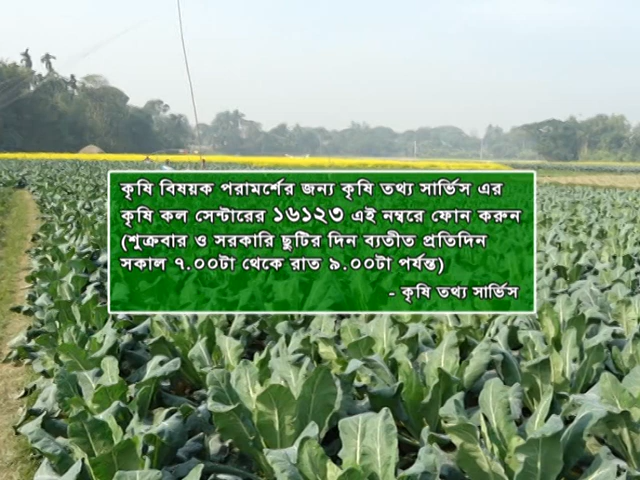 কৃষি বিষয়ক পরামর্শের জন্য কৃষি তথ্য সার্ভিস এর
কৃষি কল সেন্টারের ১৬১২৩ এই নম্বরে ফোন করুন
(শুক্রবার ও সরকারি ছুটির দিন ব্যতীত প্রতিদিন
সকাল ৭.০০টা থেকে রাত ৯.০০টা পর্যন্ত)
- কৃষি তথ্য সার্ভিস